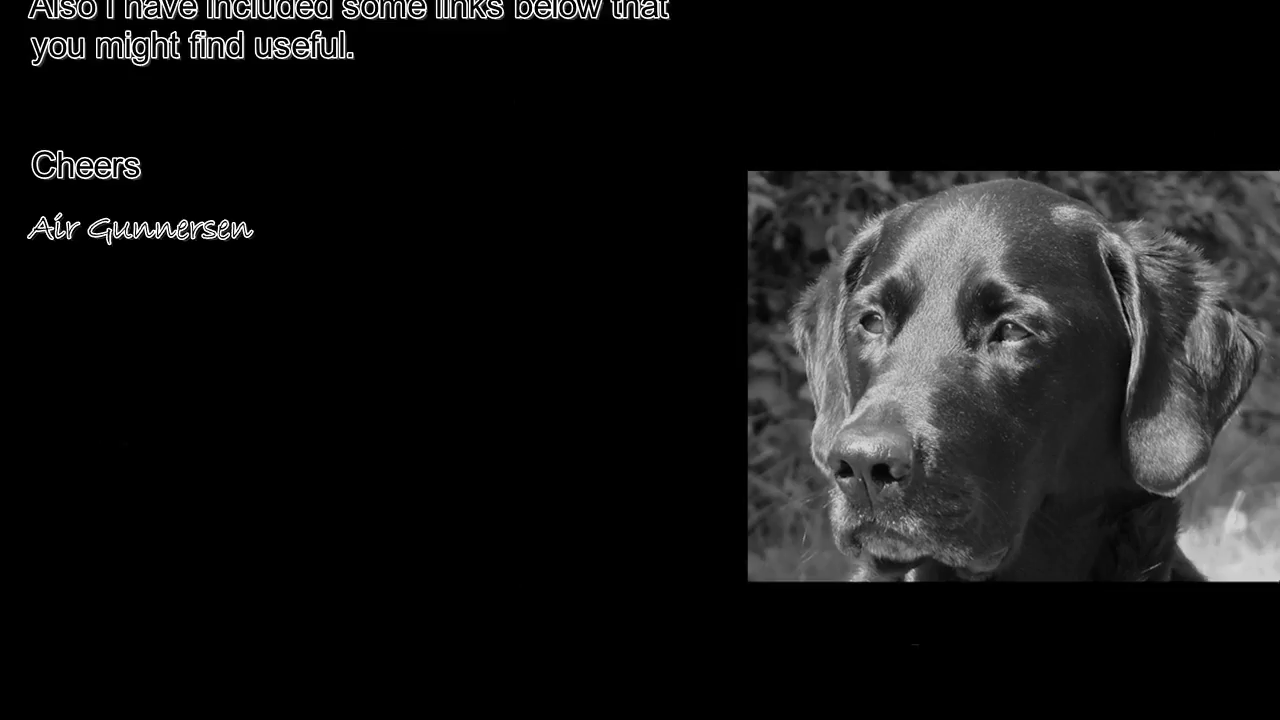 Also I have included some links below that
you might find useful.
Cheers
Air Gunnersen